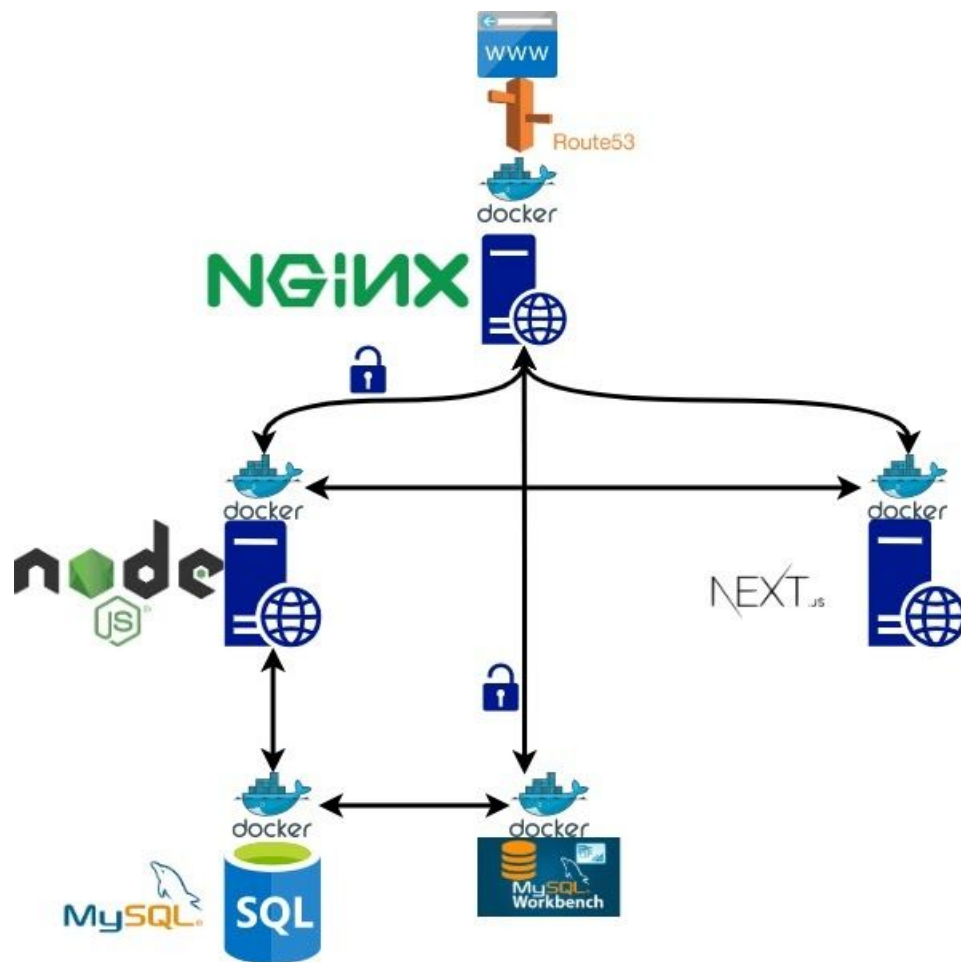 www
Route53
docker
NGiNX
docker
docker
node
JS
NEXT.JS
docker
docker
MySQL
SQL
MySQL
Workbench